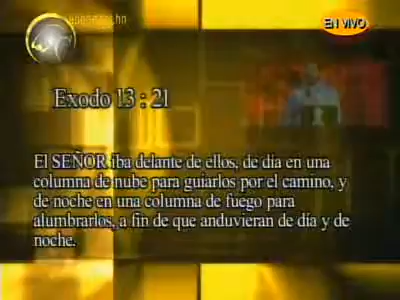 EN VIVO
Exodo 13 : 21
El SEÑOR iba delante de ellos, de día en una
columna de nube para guiarlos por el camino, y
de noche en una columna de fuego para
alumbrarlos, a fin de que anduvieran de día y de
noche.